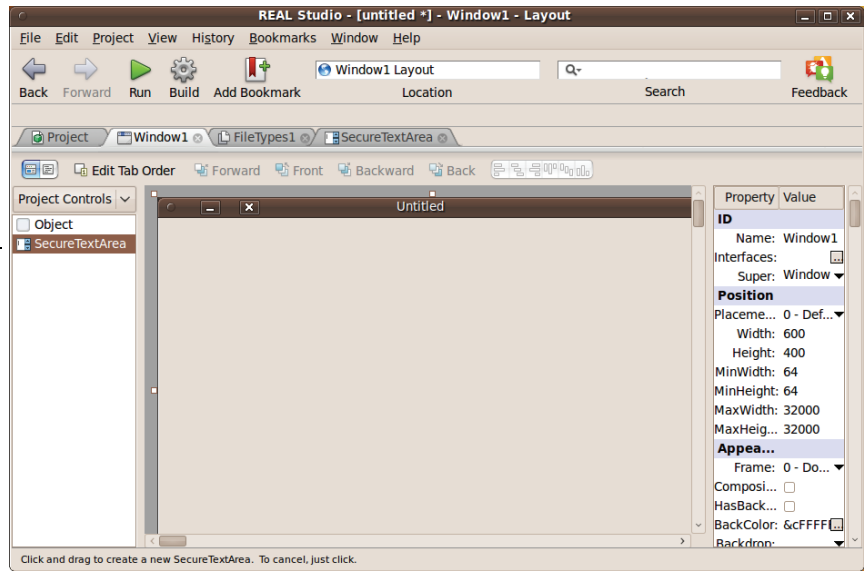 REAL Studio - [untitled *] - Window1 - Layout
File Edit Project View History Bookmarks Window Help
Window1 Layout
Back Forward Run Build Add Bookmark Location Search Feedback
Project Window1 FileTypes1 SecureTextArea
Edit Tab Order Forward Front Backward Back
Project Controls
Object
SecureTextArea
Untitled
Property Value
ID
Name: Window1
Interfaces: ...
Super: Window
Position
Placeme... 0 - Def...
Width: 600
Height: 400
MinWidth: 64
MinHeight: 64
MaxWidth: 32000
MaxHeig... 32000
Appea...
Frame: 0 - Do...
Composi...
HasBack...
BackColor: &cFFFF ...
Backdrop:
Click and drag to create a new SecureTextArea. To cancel, just click.